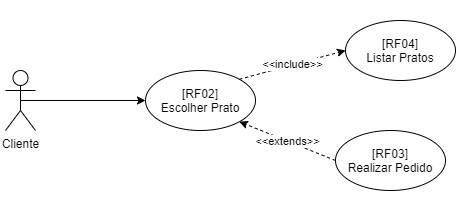 [RF04]
Listar Pratos
<<include>>
[RF02]
Escolher Prato
Cliente
<<extends>>
[RF03]
Realizar Pedido